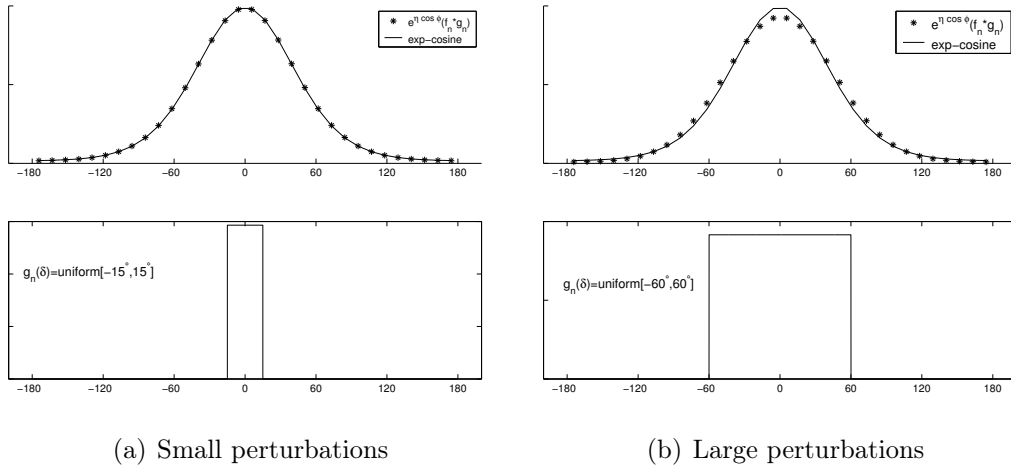 e^{η cos ϕ}(f_n*g_n)
exp−cosine
−180 −120 −60 0 60 120 180
g_n(δ)=uniform[−15°,15°]
−180 −120 −60 0 60 120 180
(a) Small perturbations
e^{η cos ϕ}(f_n*g_n)
exp−cosine
−180 −120 −60 0 60 120 180
g_n(δ)=uniform[−60°,60°]
−180 −120 −60 0 60 120 180
(b) Large perturbations